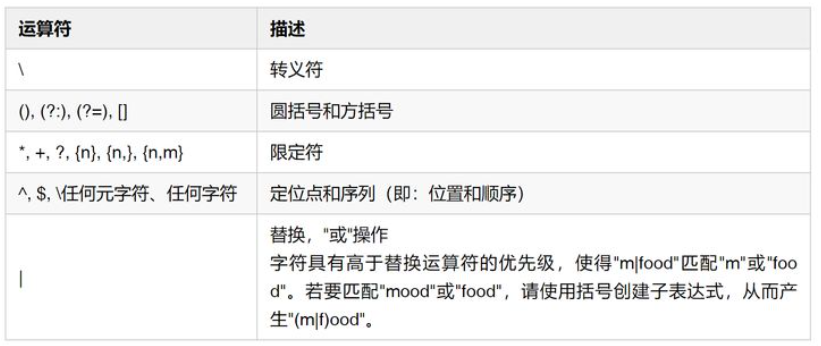 运算符 描述
\ 转义符
(), (?:), (?=), [] 圆括号和方括号
*, +, ?, {n}, {n,}, {n,m} 限定符
^, $, \任何元字符、任何字符 定位点和序列（即：位置和顺序）
| 替换，"或"操作
字符具有高于替换运算符的优先级，使得"m|food"匹配"m"或"foo
d"。若要匹配"mood"或"food"，请使用括号创建子表达式，从而产
生"(m|f)ood"。